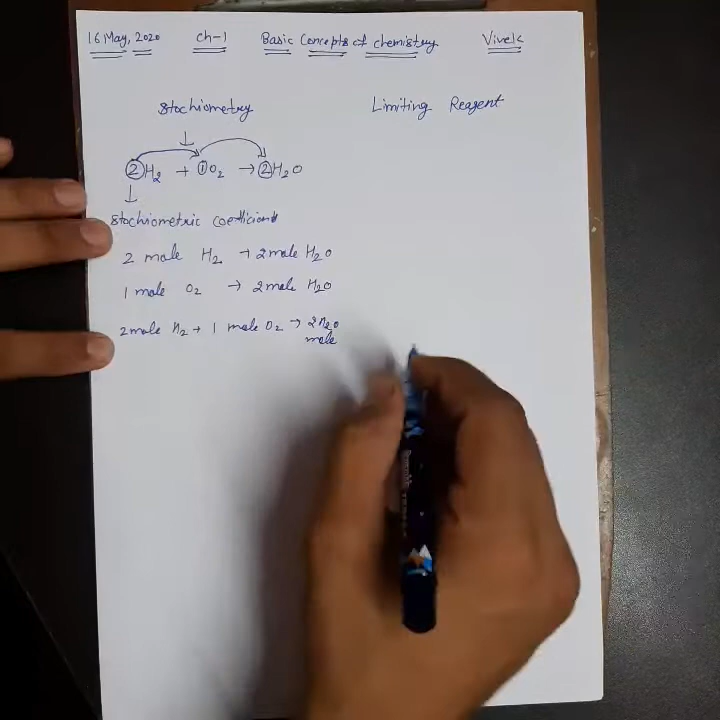 16 May, 2020 ch-1 Basic Concepts of chemistry Vivek
Stochiometry
Limiting Reagent
2H2 + 1O2 → 2H2O
Stochiometric coefficient
2 mole H2 → 2 mole H2O
1 mole O2 → 2 mole H2O
2 mole H2 + 1 mole O2 → 2 H2O
mole